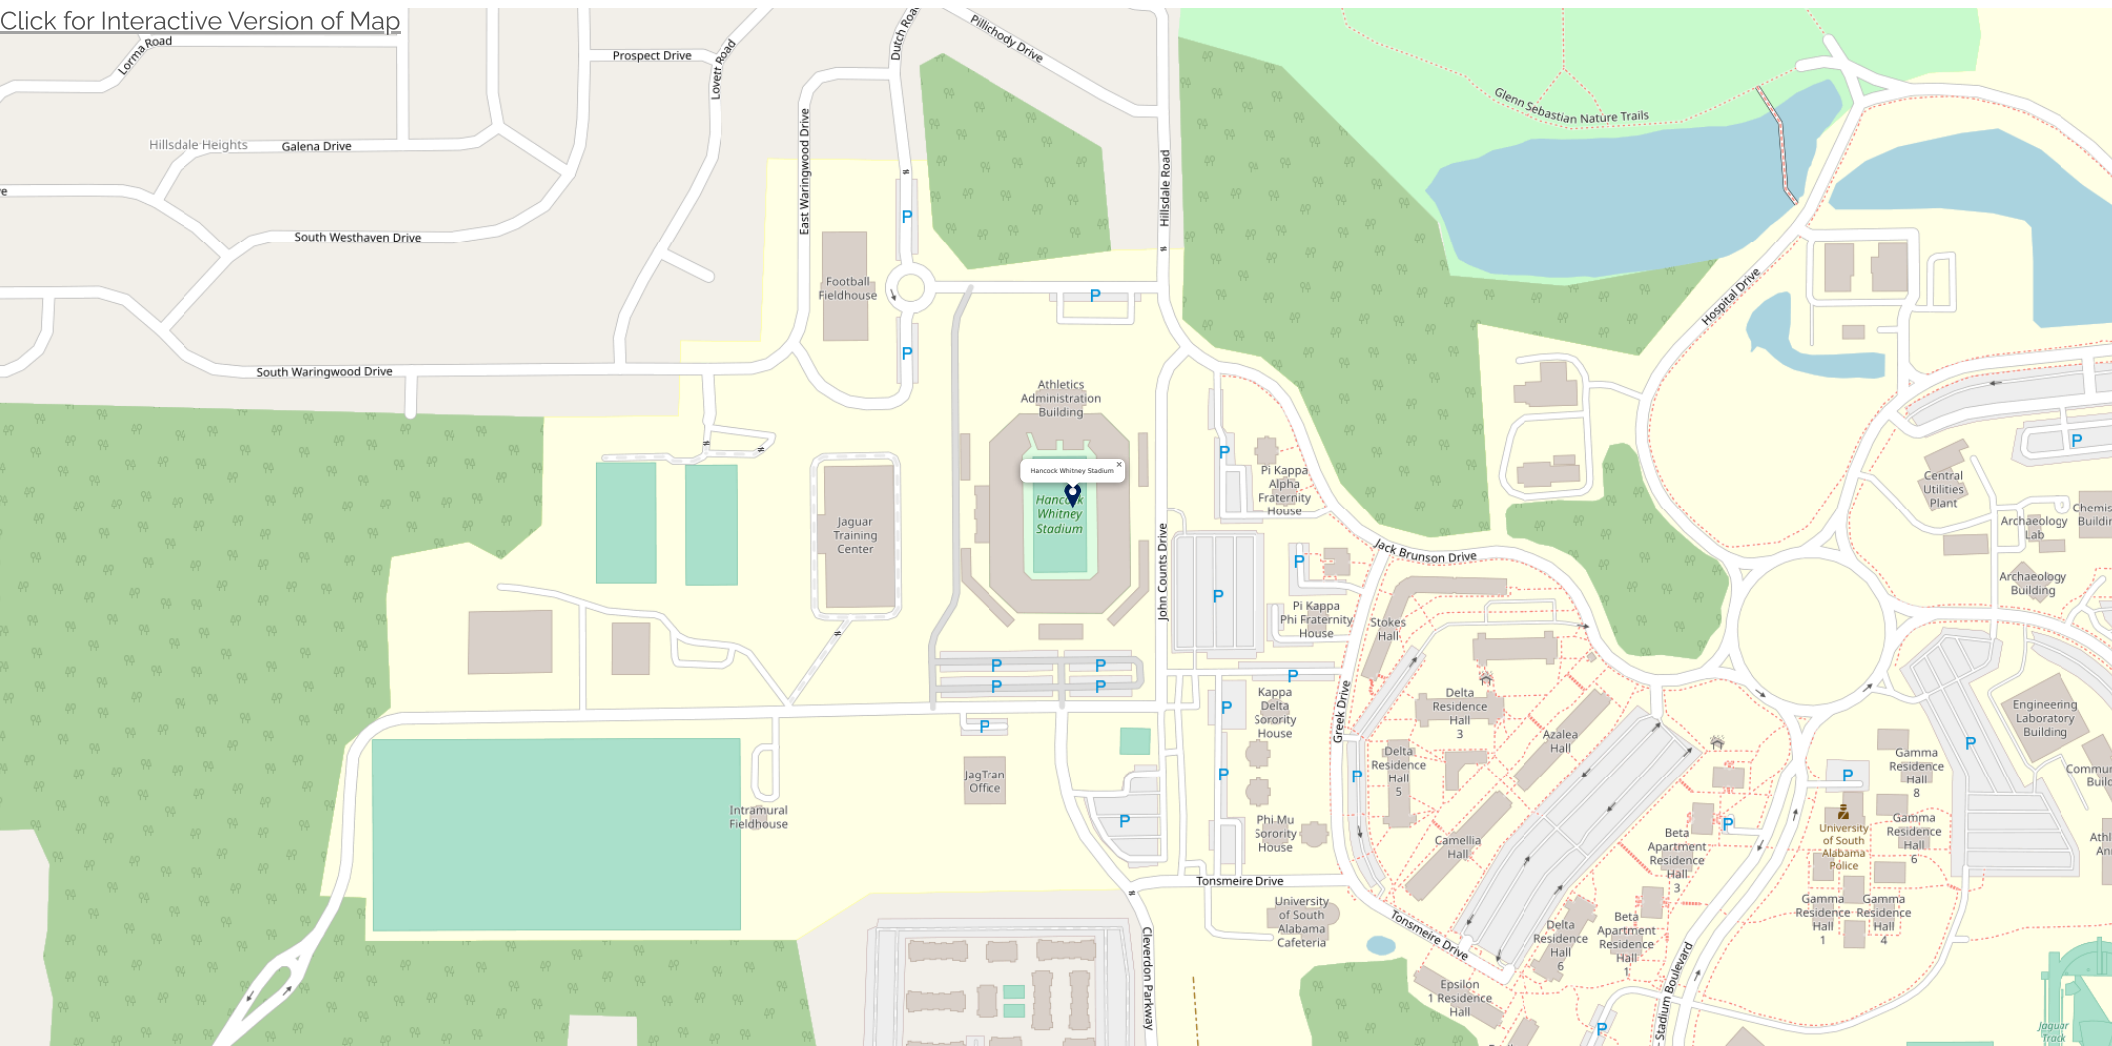 Click for Interactive Version of Map
Lorma Road
Prospect Drive
Lovett Road
Dutch Road
Pillichody Drive
Glenn Sebastian Nature Trails
Hillsdale Heights
Galena Drive
East Waringwood Drive
Hillsdale Road
South Westhaven Drive
Football
Fieldhouse
P
P
P
Hospital Drive
South Waringwood Drive
Athletics
Administration
Building
Hancock Whitney Stadium
×
Hancock
Whitney
Stadium
Jaguar
Training
Center
John Counts Drive
P
Pi Kappa
Alpha
Fraternity
House
P
Central
Utilities
Plant
Archaeology
Lab
Archaeology
Building
Jack Brunson Drive
P
P
Pi Kappa
Phi Fraternity
House
Stokes
Hall
P
P
P
P
P
P
P
Kappa
Delta
Sorority
House
Greek Drive
Delta
Residence
Hall
3
Azalea
Hall
Engineering
Laboratory
Building
P
JagTran
Office
P
P
Delta
Residence
Hall
5
P
Gamma
Residence
Hall
8
Intramural
Fieldhouse
P
Phi Mu
Sorority
House
Camellia
Hall
Beta
Apartment
Residence
Hall
3
P
University
of South
Alabama
Police
Gamma
Residence
Hall
6
Tonsmeire Drive
University
of South
Alabama
Cafeteria
Tonsmeire Drive
Delta
Residence
Hall
6
Beta
Apartment
Residence
Hall
1
Gamma
Residence
Hall
1
Gamma
Residence
Hall
4
Cleverdon Parkway
Epsilon
1 Residence
Hall
Stadium Boulevard
P
Jaguar
Track